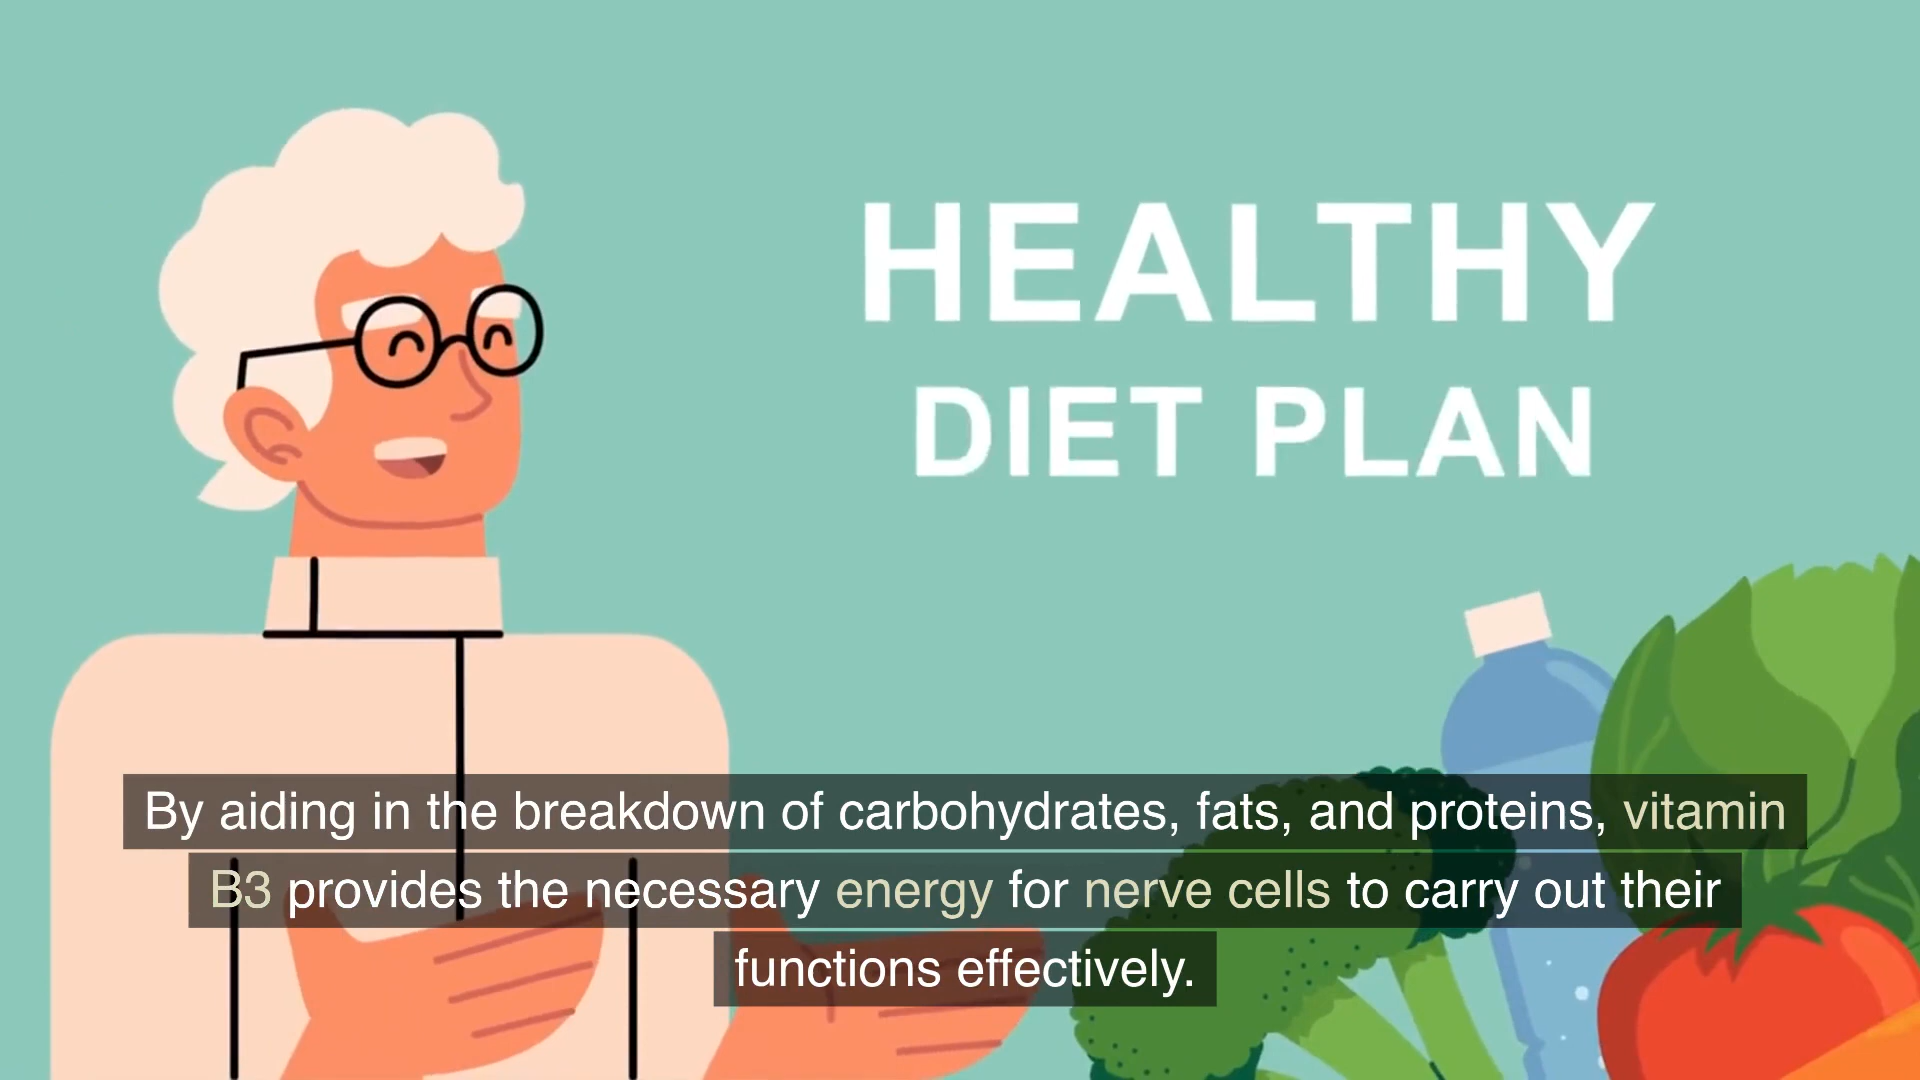 HEALTHY
DIET PLAN
By aiding in the breakdown of carbohydrates, fats, and proteins, vitamin
B3 provides the necessary energy for nerve cells to carry out their
functions effectively.